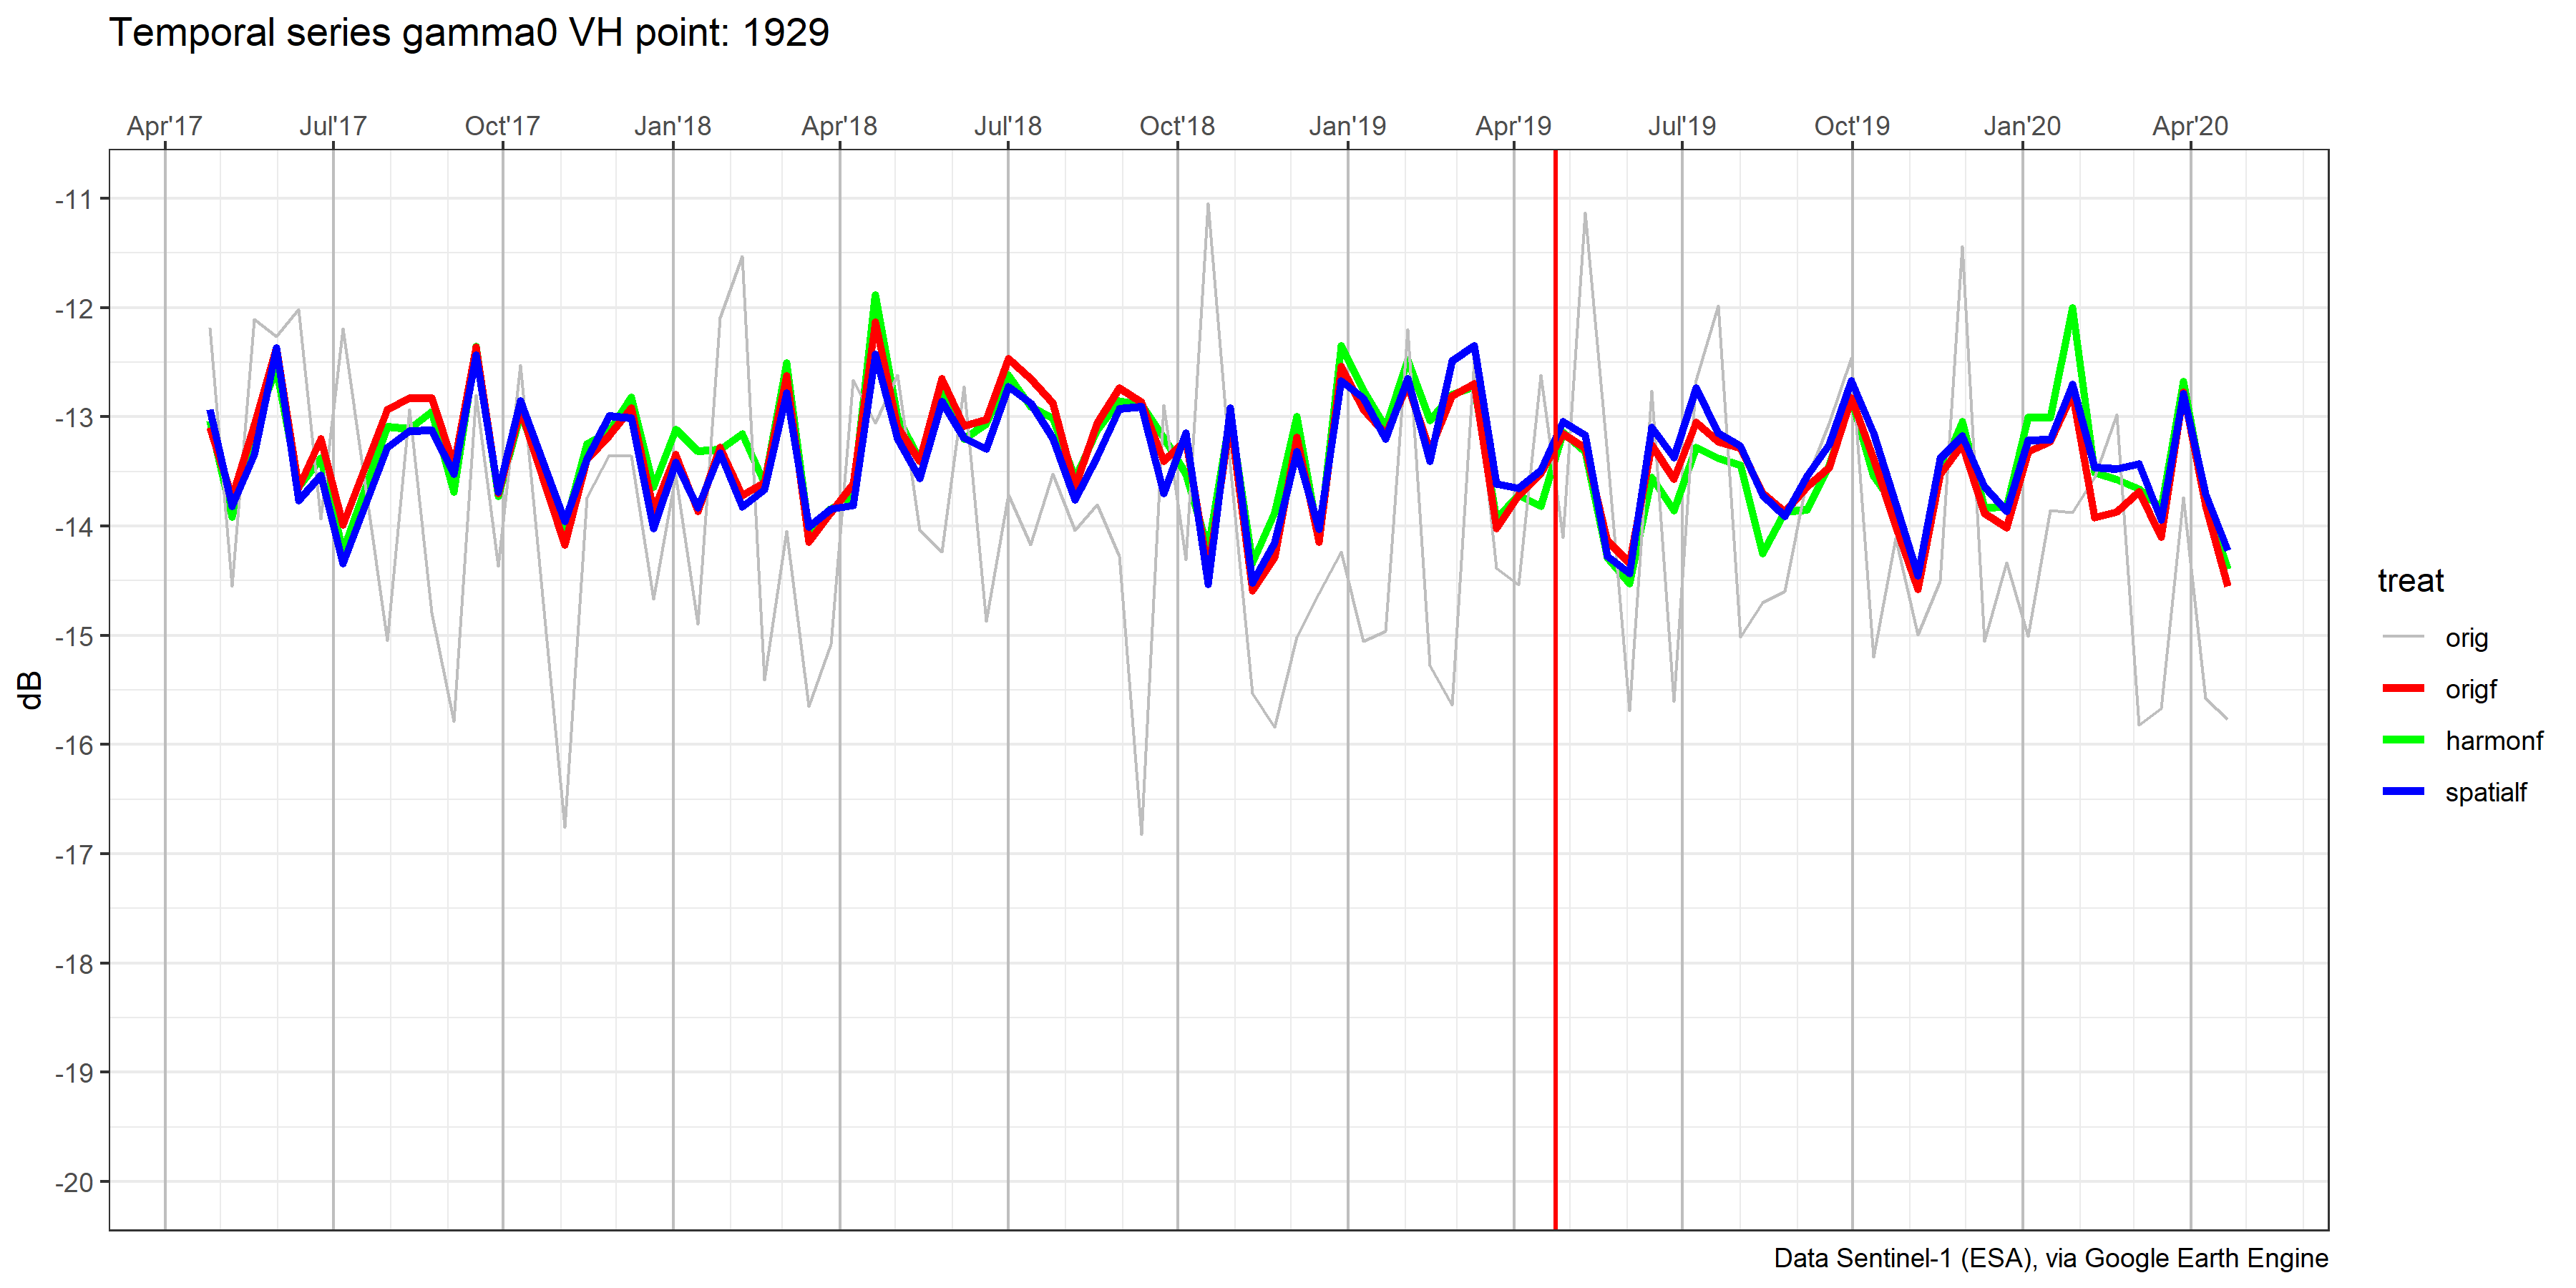 Temporal series gamma0 VH point: 1929
Apr'17 Jul'17 Oct'17 Jan'18 Apr'18 Jul'18 Oct'18 Jan'19 Apr'19 Jul'19 Oct'19 Jan'20 Apr'20
-11
-12
-13
-14
-15
-16
-17
-18
-19
-20
dB
treat
orig
origf
harmonf
spatialf
Data Sentinel-1 (ESA), via Google Earth Engine